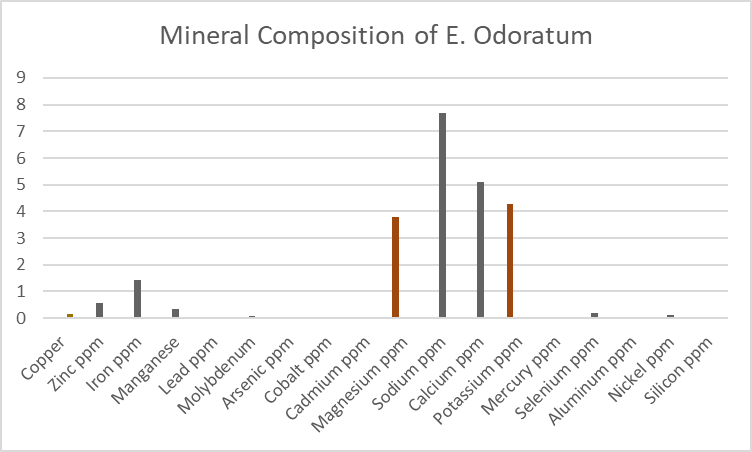 Mineral Composition of E. Odoratum
9
8
7
6
5
4
3
2
1
0
Copper
Zinc ppm
Iron ppm
Manganese
Lead ppm
Molybdenum
Arsenic ppm
Cobalt ppm
Cadmium ppm
Magnesium ppm
Sodium ppm
Calcium ppm
Potassium ppm
Mercury ppm
Selenium ppm
Aluminum ppm
Nickel ppm
Silicon ppm